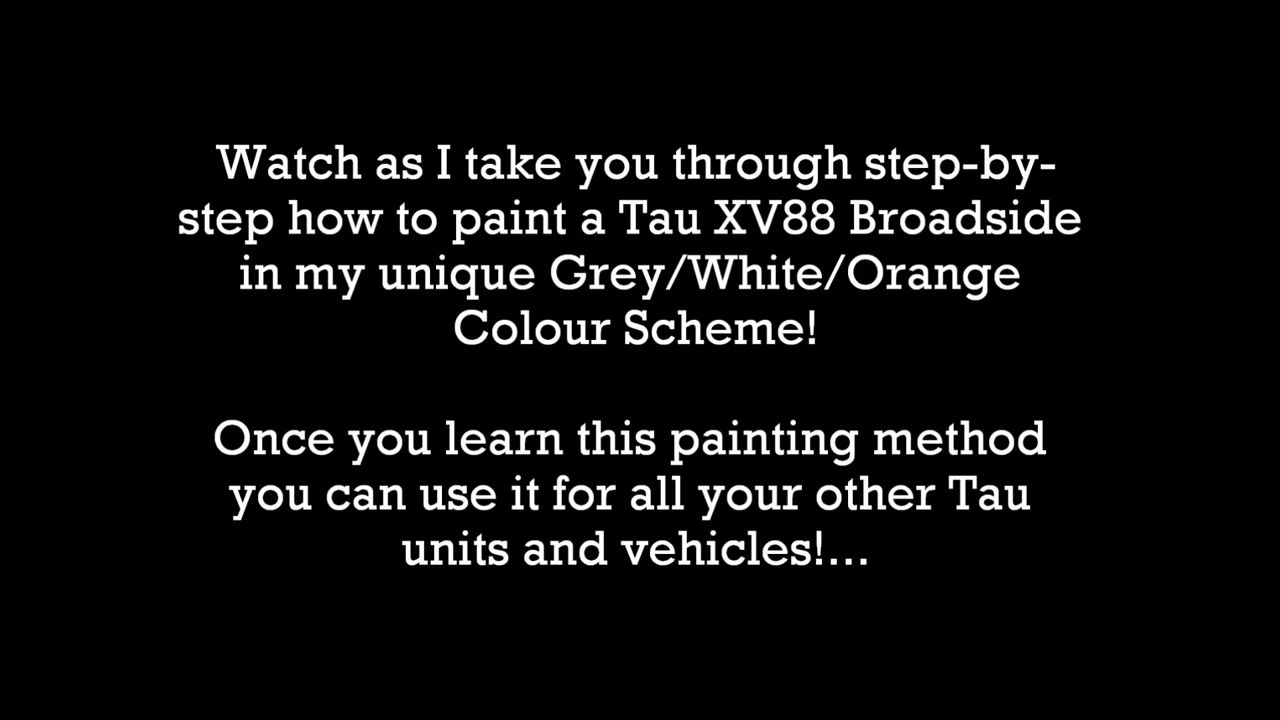 Watch as I take you through step-by-
step how to paint a Tau XV88 Broadside
in my unique Grey/White/Orange
Colour Scheme!
Once you learn this painting method
you can use it for all your other Tau
units and vehicles!...